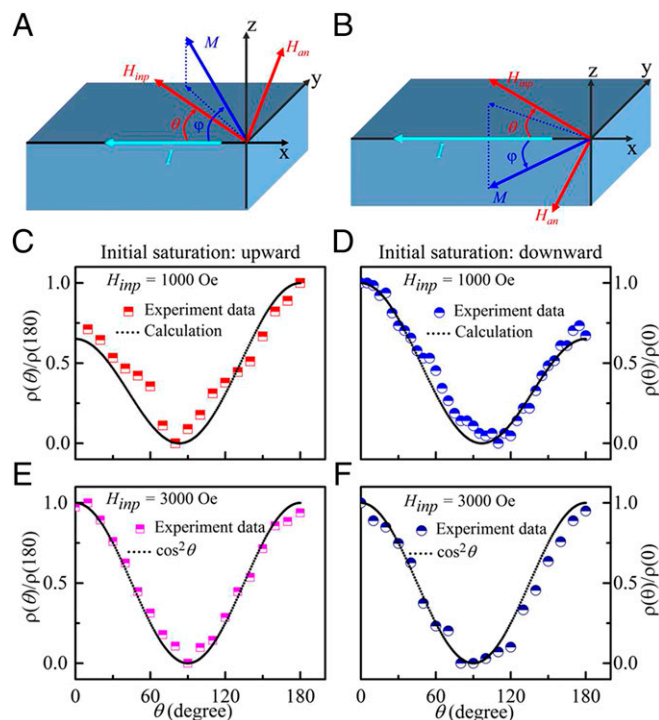 A
B
z
M
H_an
y
H_inp
θ
φ
x
I
z
H_inp
y
θ
x
I
φ
M
H_an
C
Initial saturation: upward
H_inp = 1000 Oe
Experiment data
Calculation
ρ(θ)/ρ(180)
1.0
0.5
0.0
D
Initial saturation: downward
H_inp = 1000 Oe
Experiment data
Calculation
ρ(θ)/ρ(0)
1.0
0.5
0.0
E
H_inp = 3000 Oe
Experiment data
cos²θ
ρ(θ)/ρ(180)
1.0
0.5
0.0
0 60 120 180
θ (degree)
F
H_inp = 3000 Oe
Experiment data
cos²θ
ρ(θ)/ρ(0)
1.0
0.5
0.0
0 60 120 180
θ (degree)